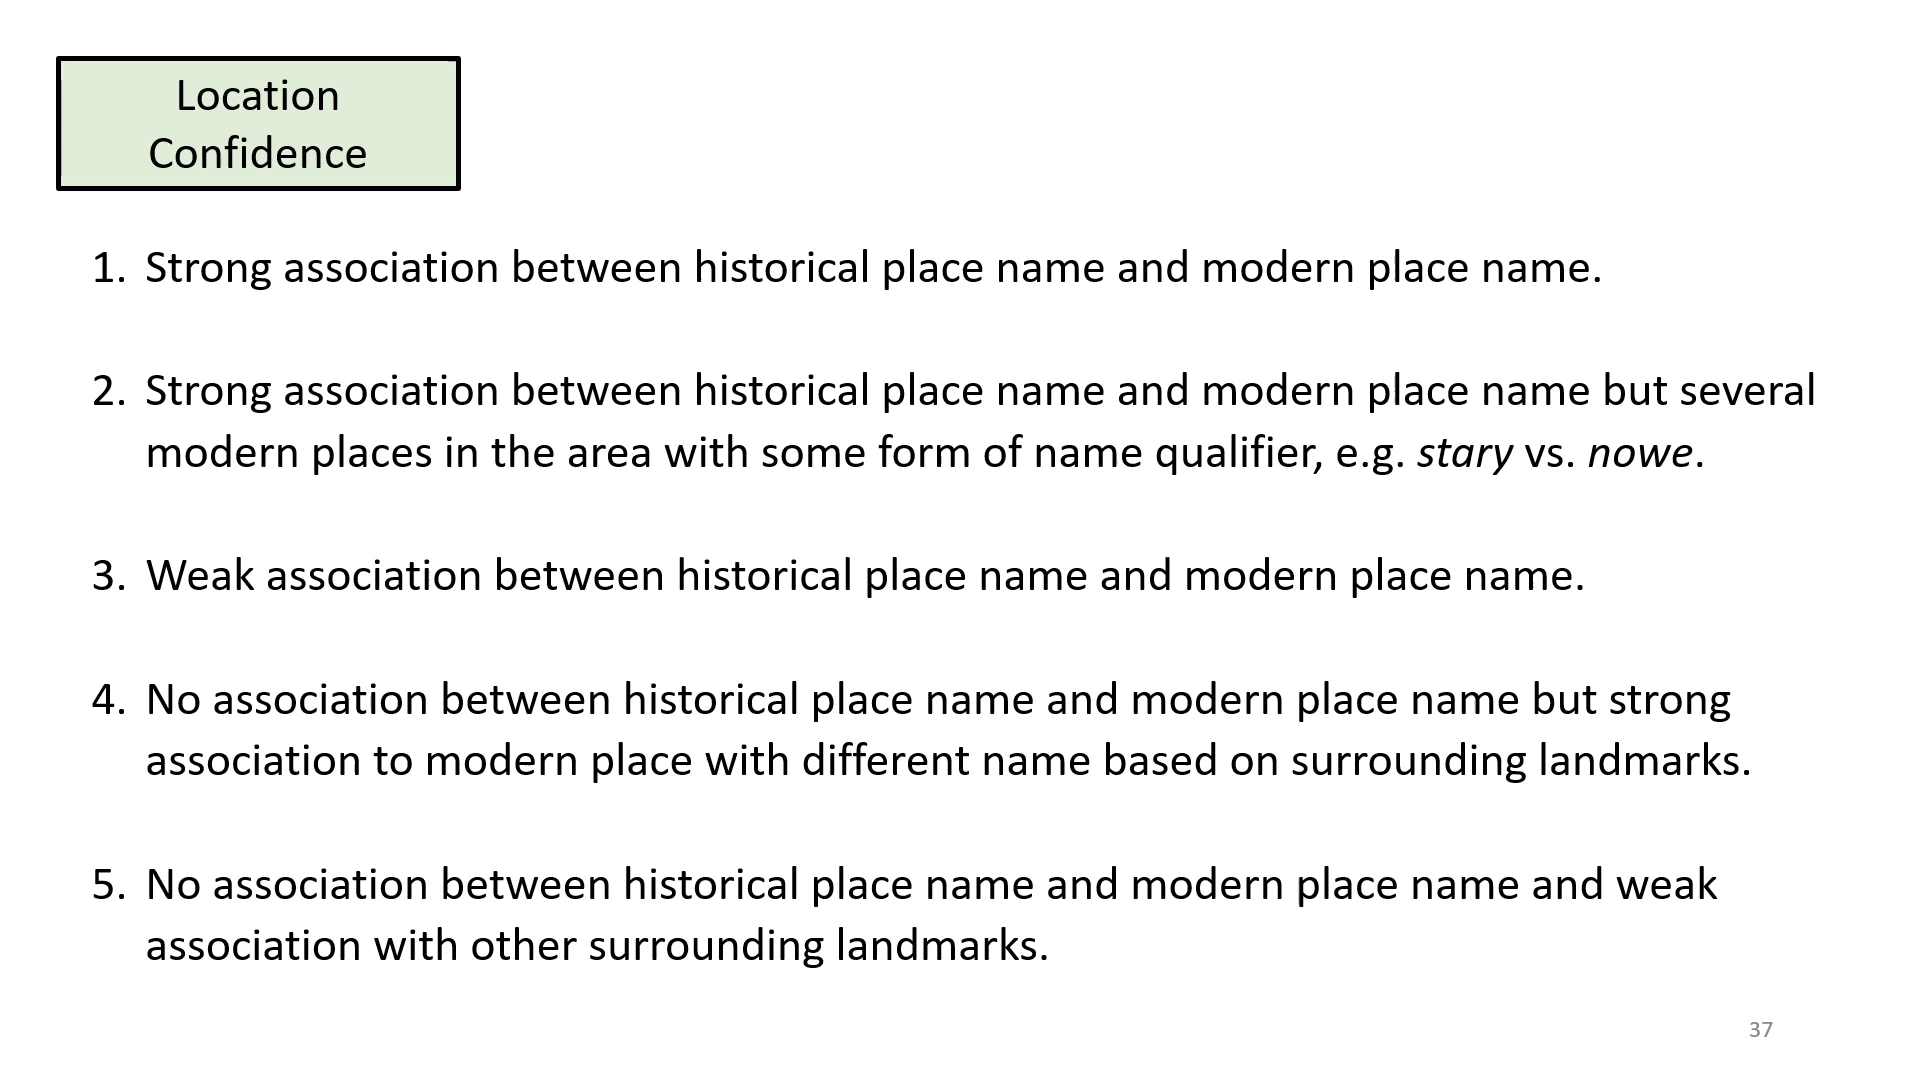 Location
Confidence
1. Strong association between historical place name and modern place name.
2. Strong association between historical place name and modern place name but several
modern places in the area with some form of name qualifier, e.g. stary vs. nowe.
3. Weak association between historical place name and modern place name.
4. No association between historical place name and modern place name but strong
association to modern place with different name based on surrounding landmarks.
5. No association between historical place name and modern place name and weak
association with other surrounding landmarks.
37